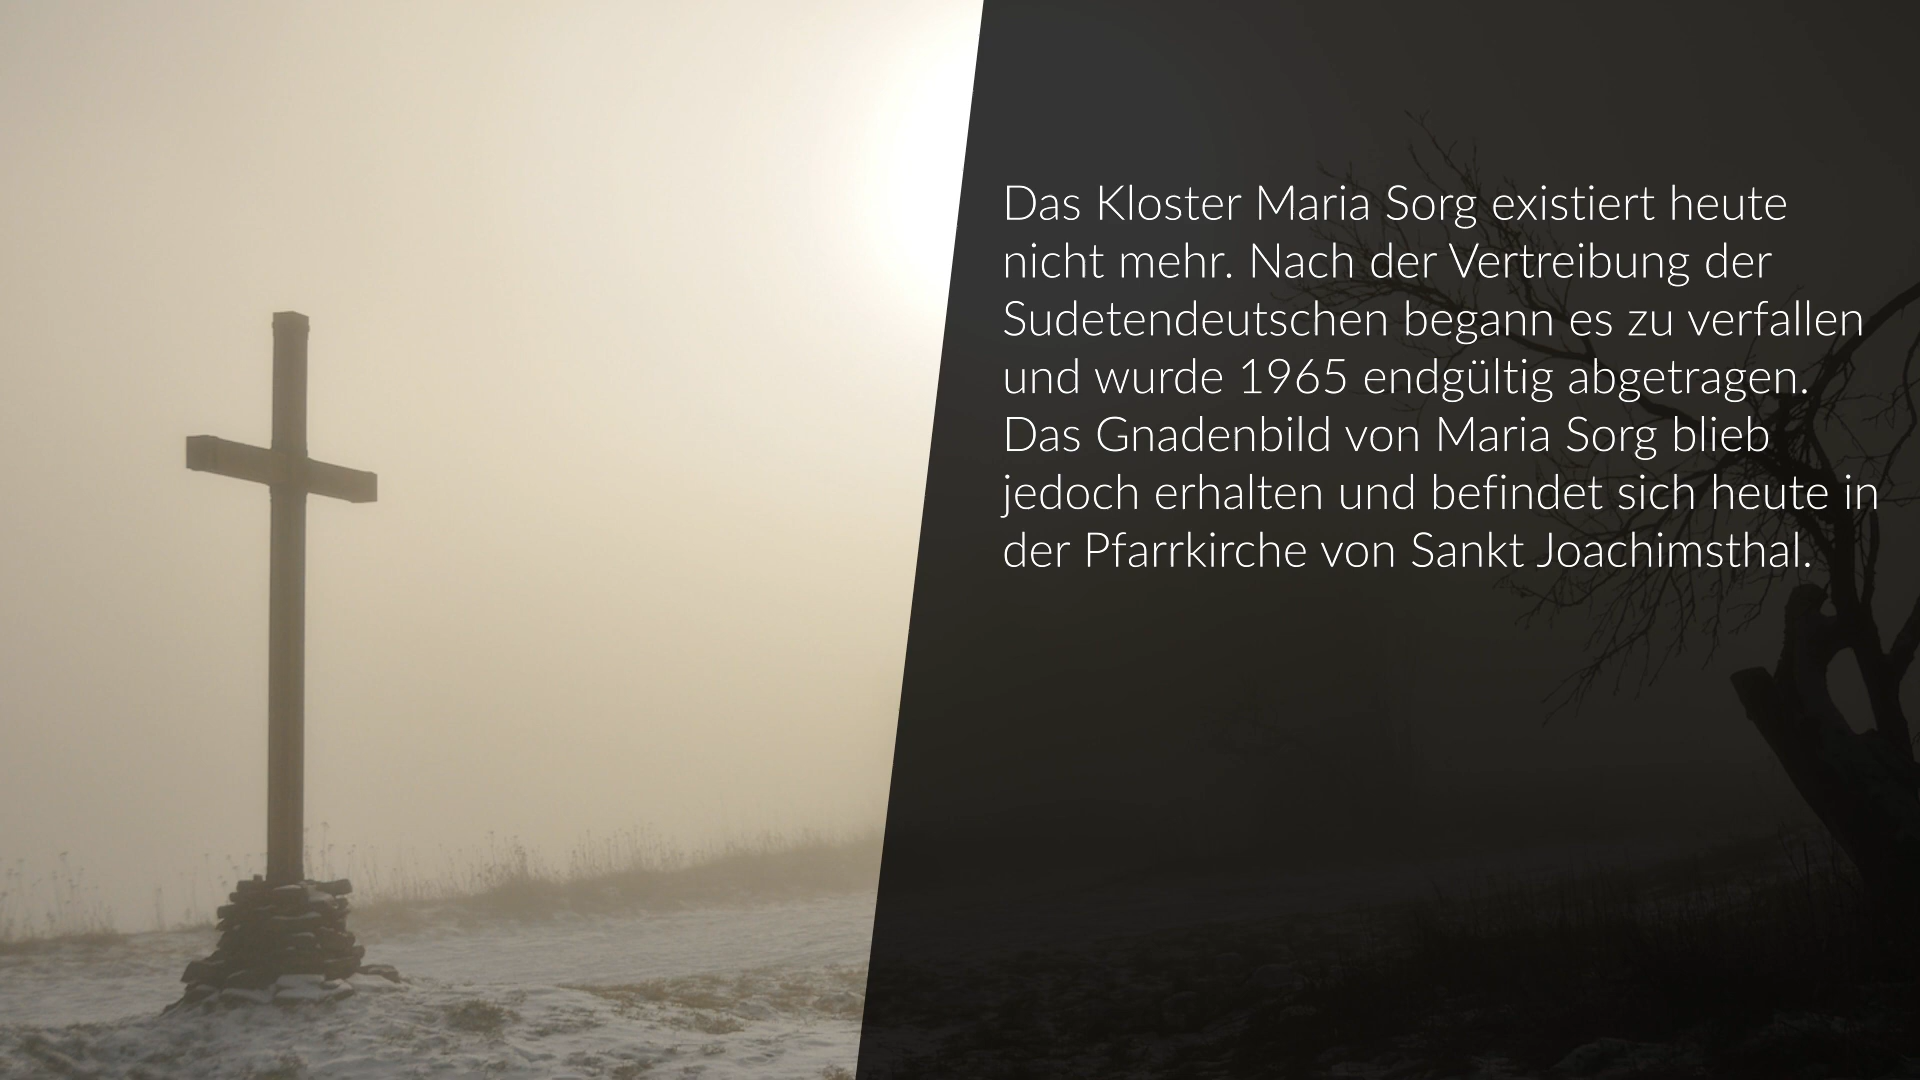 Das Kloster Maria Sorg existiert heute
nicht mehr. Nach der Vertreibung der
Sudetendeutschen begann es zu verfallen
und wurde 1965 endgültig abgetragen.
Das Gnadenbild von Maria Sorg blieb
jedoch erhalten und befindet sich heute in
der Pfarrkirche von Sankt Joachimsthal.